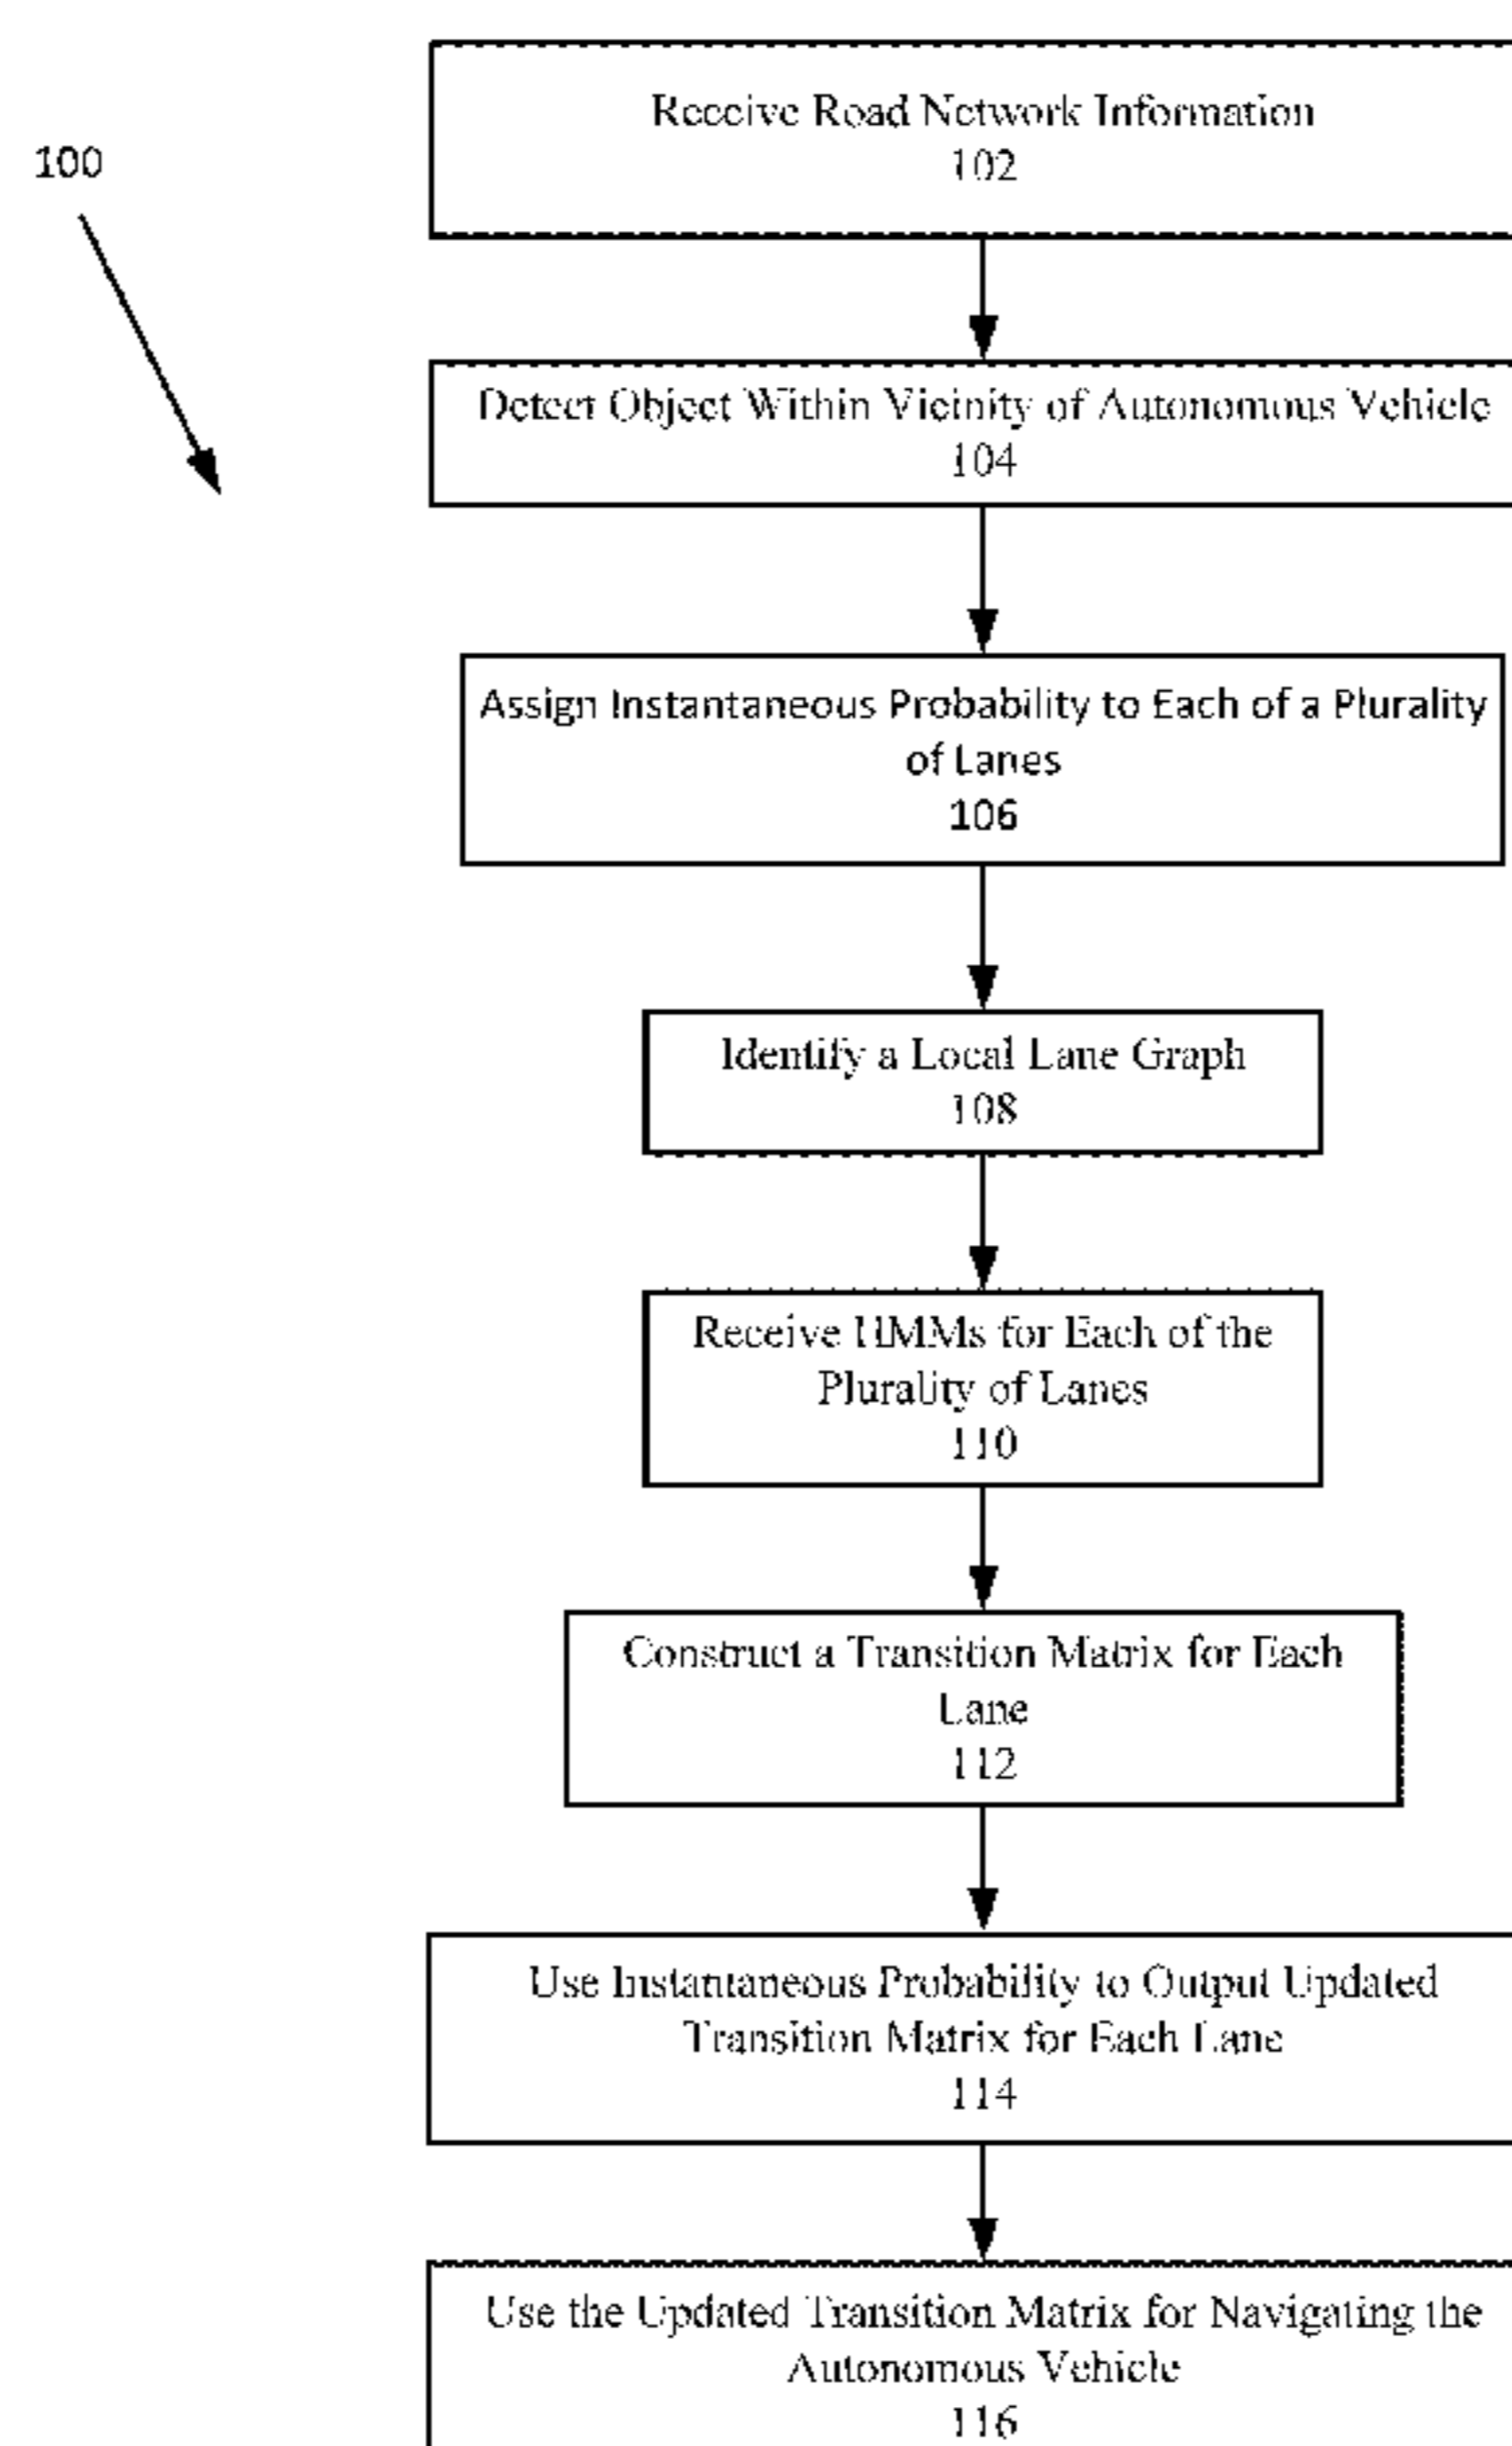 Receive Road Network Information
102
100
Detect Object Within Vicinity of Autonomous Vehicle
104
Assign Instantaneous Probability to Each of a Plurality
of Lanes
106
Identify a Local Lane Graph
108
Receive HMMs for Each of the
Plurality of Lanes
110
Construct a Transition Matrix for Each
Lane
112
Use Instantaneous Probability to Output Updated
Transition Matrix for Each Lane
114
Use the Updated Transition Matrix for Navigating the
Autonomous Vehicle
116